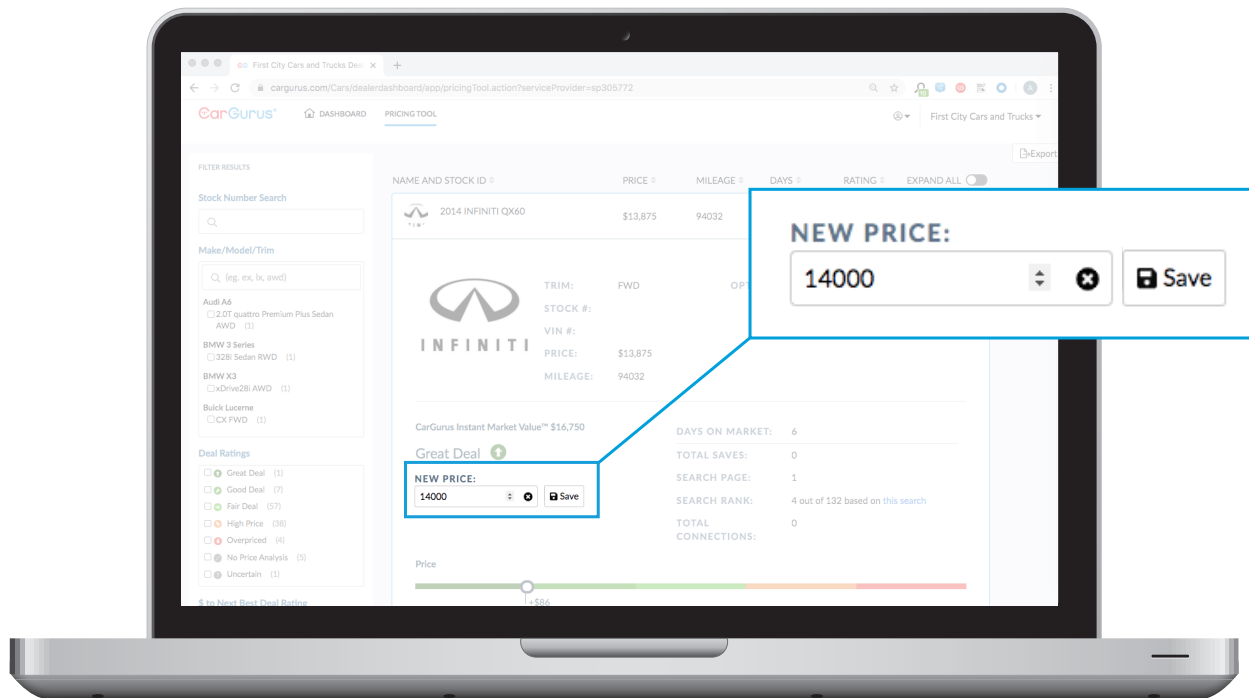 First City Cars and Trucks Deal
cargurus.com/Cars/dealerdashboard/app/pricingTool.action?serviceProvider=sp305772
CarGurus
DASHBOARD
PRICING TOOL
First City Cars and Trucks
Export
FILTER RESULTS
NAME AND STOCK ID PRICE MILEAGE DAYS RATING EXPAND ALL
Stock Number Search
2014 INFINITI QX60 $13,875 94032
Make/Model/Trim
(eg. ex, lx, awd)
Audi A6
2.0T quattro Premium Plus Sedan
AWD (1)
BMW 3 Series
328i Sedan RWD (1)
BMW X3
xDrive28i AWD (1)
Buick Lucerne
CX FWD (1)
INFINITI
TRIM: FWD OPT
STOCK #:
VIN #:
PRICE: $13,875
MILEAGE: 94032
NEW PRICE:
14000 Save
Deal Ratings
Great Deal (1)
Good Deal (7)
Fair Deal (57)
High Price (38)
Overpriced (4)
No Price Analysis (5)
Uncertain (1)
$ to Next Best Deal Rating
CarGurus Instant Market Value™ $16,750
Great Deal
NEW PRICE:
14000 Save
DAYS ON MARKET: 6
TOTAL SAVES: 0
SEARCH PAGE: 1
SEARCH RANK: 4 out of 132 based on this search
TOTAL 0
CONNECTIONS:
Price
+$86